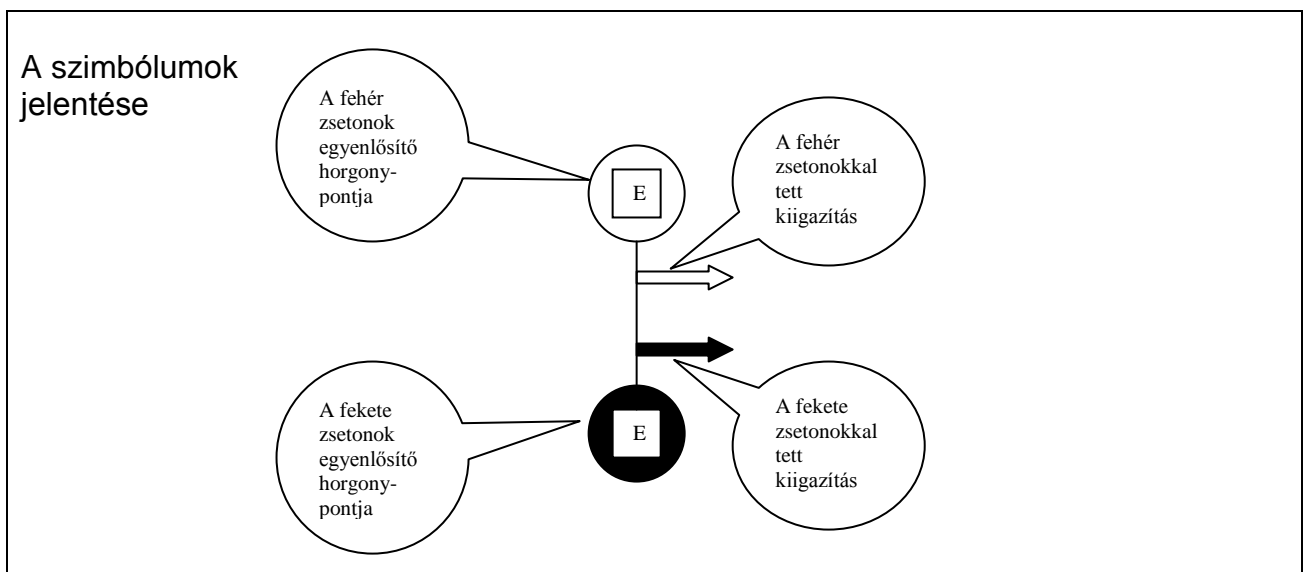 A szimbólumok
jelentése
A fehér
zsetonok
egyenlősítő
horgony-
pontja
E
A fehér
zsetonokkal
tett
kiigazítás
A fekete
zsetonok
egyenlősítő
horgony-
pontja
E
A fekete
zsetonokkal
tett
kiigazítás